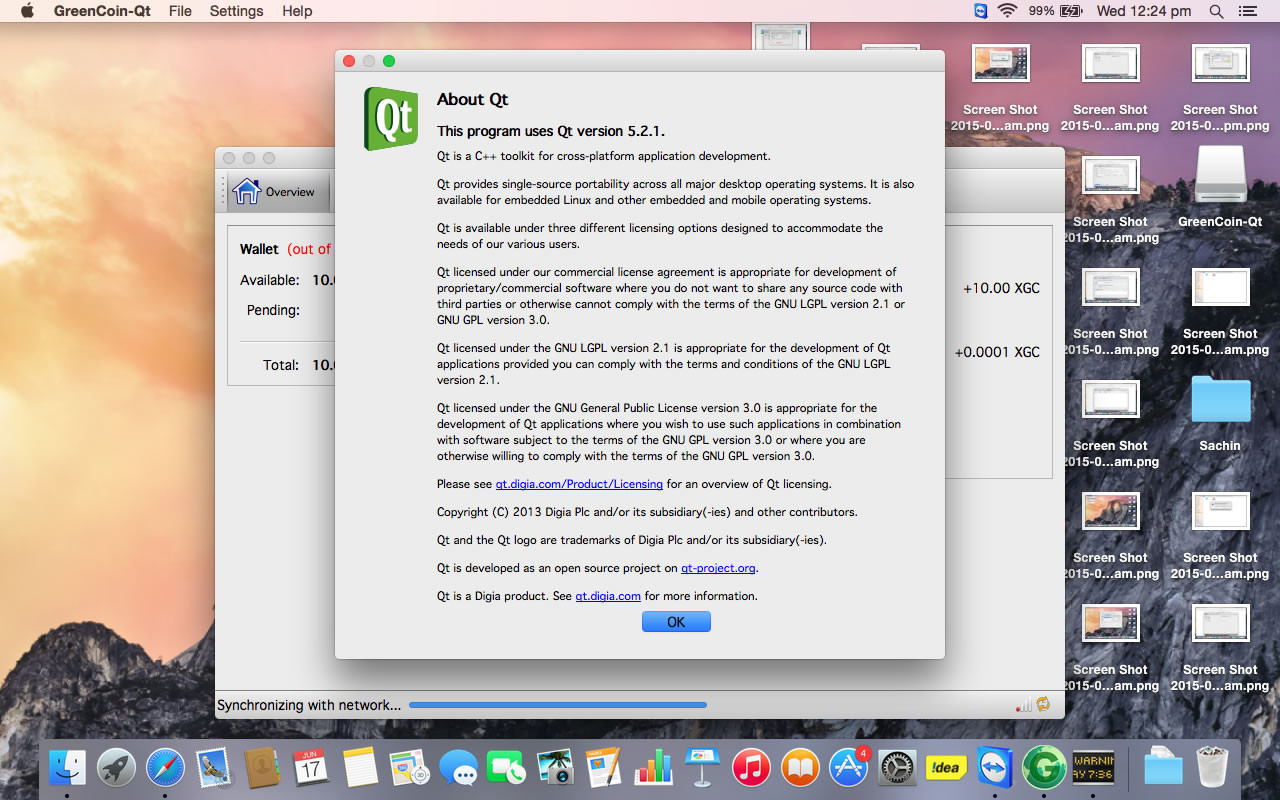 GreenCoin-Qt File Settings Help
99% Wed 12:24 pm
Qt
About Qt
This program uses Qt version 5.2.1.
Qt is a C++ toolkit for cross-platform application development.
Qt provides single-source portability across all major desktop operating systems. It is also
available for embedded Linux and other embedded and mobile operating systems.
Qt is available under three different licensing options designed to accommodate the
needs of our various users.
Qt licensed under our commercial license agreement is appropriate for development of
proprietary/commercial software where you do not want to share any source code with
third parties or otherwise cannot comply with the terms of the GNU LGPL version 2.1 or
GNU GPL version 3.0.
Qt licensed under the GNU LGPL version 2.1 is appropriate for the development of Qt
applications provided you can comply with the terms and conditions of the GNU LGPL
version 2.1.
Qt licensed under the GNU General Public License version 3.0 is appropriate for the
development of Qt applications where you wish to use such applications in combination
with software subject to the terms of the GNU GPL version 3.0 or where you are
otherwise willing to comply with the terms of the GNU GPL version 3.0.
Please see qt.digia.com/Product/Licensing for an overview of Qt licensing.
Copyright (C) 2013 Digia Plc and/or its subsidiary(-ies) and other contributors.
Qt and the Qt logo are trademarks of Digia Plc and/or its subsidiary(-ies).
Qt is developed as an open source project on qt-project.org.
Qt is a Digia product. See qt.digia.com for more information.
OK
Overview
Wallet (out of
Available: 10.0
Pending:
Total: 10.
+10.00 XGC
+0.0001 XGC
Synchronizing with network...
Screen Shot
2015-0...am.png
Screen Shot
2015-0...am.png
Screen Shot
2015-0...pm.png
Screen Shot
2015-0...am.png
GreenCoin-Qt
Screen Shot
2015-0...am.png
Screen Shot
2015-0...am.png
Screen Shot
2015-0...am.png
Sachin
Screen Shot
2015-0...am.png
Screen Shot
2015-0...am.png
Screen Shot
2015-0...am.png
Screen Shot
2015-0...am.png
JUN
17
4
!dea
G
WARNIN
AY 7:36